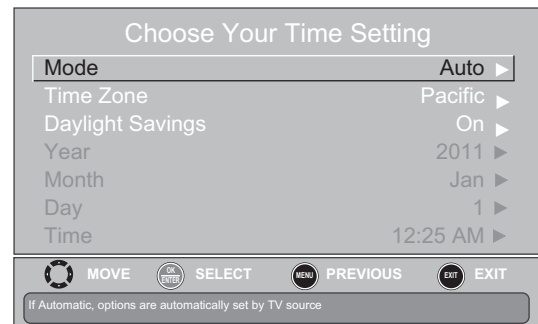 Choose Your Time Setting
Mode Auto
Time Zone Pacific
Daylight Savings On
Year 2011
Month Jan
Day 1
Time 12:25 AM
MOVE OK ENTER SELECT MENU PREVIOUS EXIT EXIT
If Automatic, options are automatically set by TV source